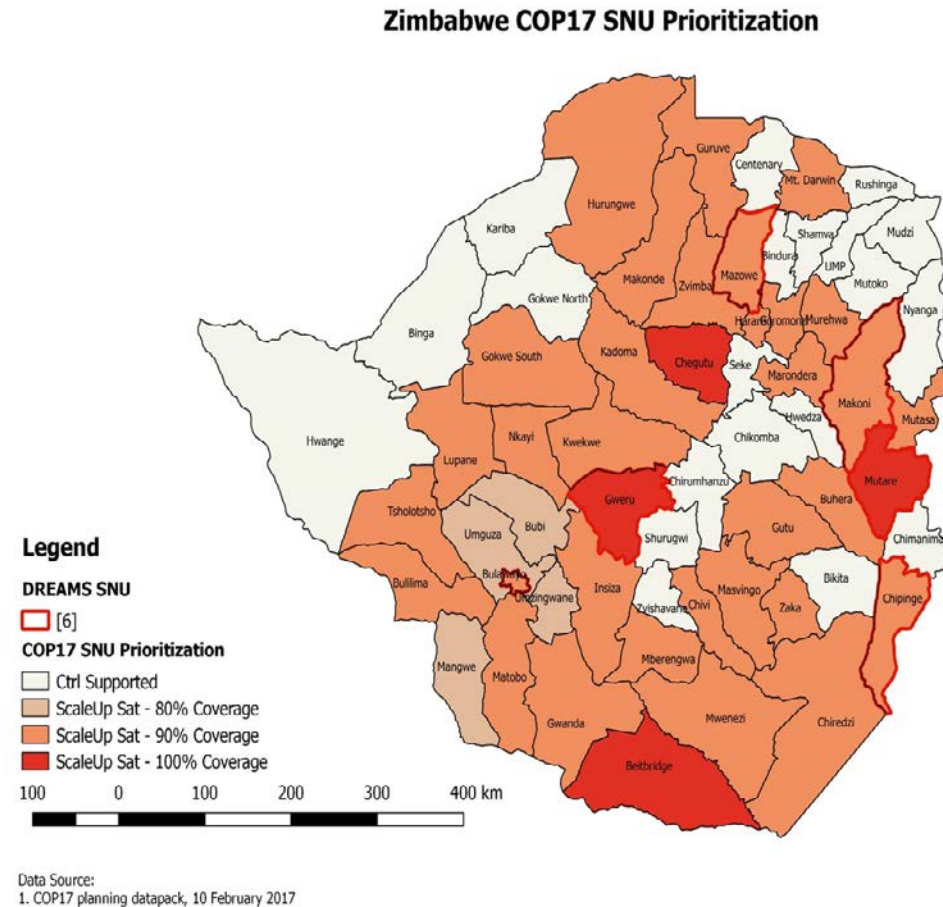 Zimbabwe COP17 SNU Prioritization
Guruve
Centenary
Mt. Darwin
Rushinga
Hurungwe
Kariba
Mudzi
Shamva
Bindura
UMP
Mazowe
Makonde
Zvimba
Mutoko
Gokwe North
Nyanga
Binga
Murehwa
Kadoma
Gokwe South
Chegutu
Seke
Marondera
Makoni
Mutasa
Hwedza
Hwange
Nkayi
Kwekwe
Chikomba
Lupane
Mutare
Chirumhanzu
Gweru
Buhera
Tsholotsho
Bubi
Umguza
Gutu
Shurugwi
Chimanima
Legend
Bikita
Bulilima
Insiza
Masvingo
Chipinge
DREAMS SNU
Zvishavane
Chivi
Zaka
[6]
COP17 SNU Prioritization
Mberengwa
Mangwe
Matobo
Ctrl Supported
ScaleUp Sat - 80% Coverage
Mwenezi
Chiredzi
Gwanda
ScaleUp Sat - 90% Coverage
ScaleUp Sat - 100% Coverage
Beitbridge
100 0 100 200 300 400 km
Data Source:
1. COP17 planning datapack, 10 February 2017